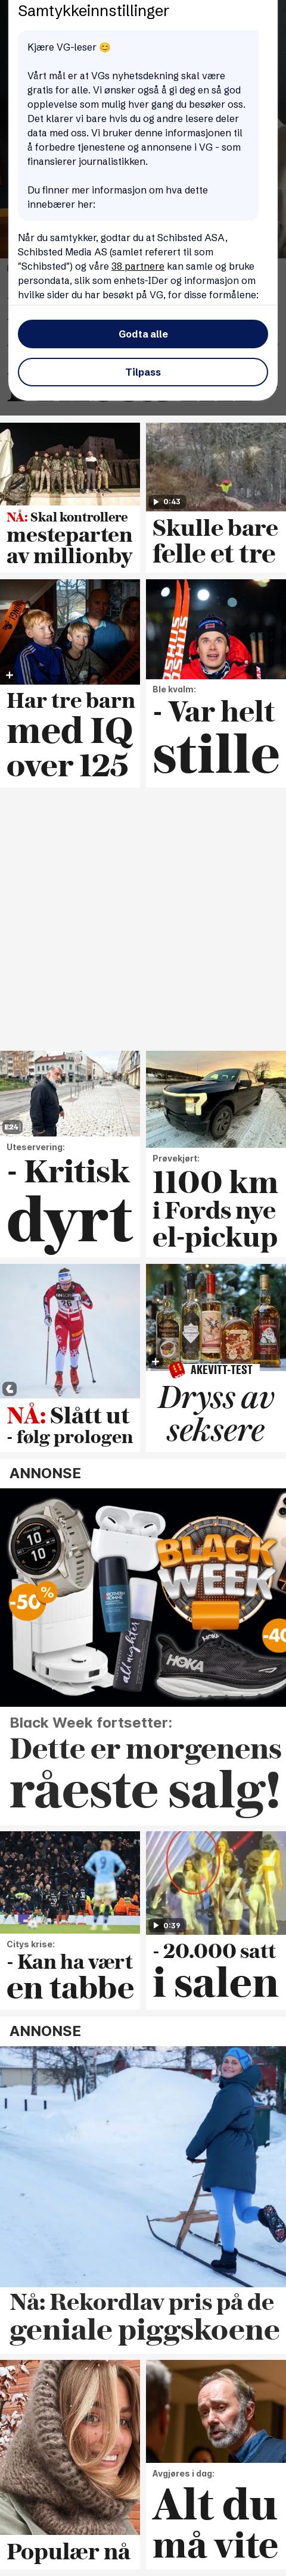 Samtykkeinnstillinger
Kjære VG-leser 😊
Vårt mål er at VGs nyhetsdekning skal være
gratis for alle. Vi ønsker også å gi deg en så god
opplevelse som mulig hver gang du besøker oss.
Det klarer vi bare hvis du og andre lesere deler
data med oss. Vi bruker denne informasjonen til
å forbedre tjenestene og annonsene i VG - som
finansierer journalistikken.
Du finner mer informasjon om hva dette
innebærer her:
Når du samtykker, godtar du at Schibsted ASA,
Schibsted Media AS (samlet referert til som
"Schibsted") og våre 38 partnere kan samle og bruke
persondata, slik som enhets-IDer og informasjon om
hvilke sider du har besøkt på VG, for disse formålene:
Godta alle
Tilpass
NÅ: Skal kontrollere
mesteparten
av millionby
0:43
Skulle bare
felle et tre
Har tre barn
med IQ
over 125
Ble kvalm:
- Var helt
stille
E24
Uteservering:
- Kritisk
dyrt
Prøvekjørt:
1100 km
i Fords nye
el-pickup
NÅ: Slått ut
- følg prologen
AKEVITT-TEST
Dryss av
seksere
ANNONSE
-50%
BLACK
WEEK
-40
all nighter
HOKA
Black Week fortsetter:
Dette er morgenens
råeste salg!
Citys krise:
- Kan ha vært
en tabbe
0:39
- 20.000 satt
i salen
ANNONSE
Nå: Rekordlav pris på de
geniale piggskoene
Populær nå
Avgjøres i dag:
Alt du
må vite